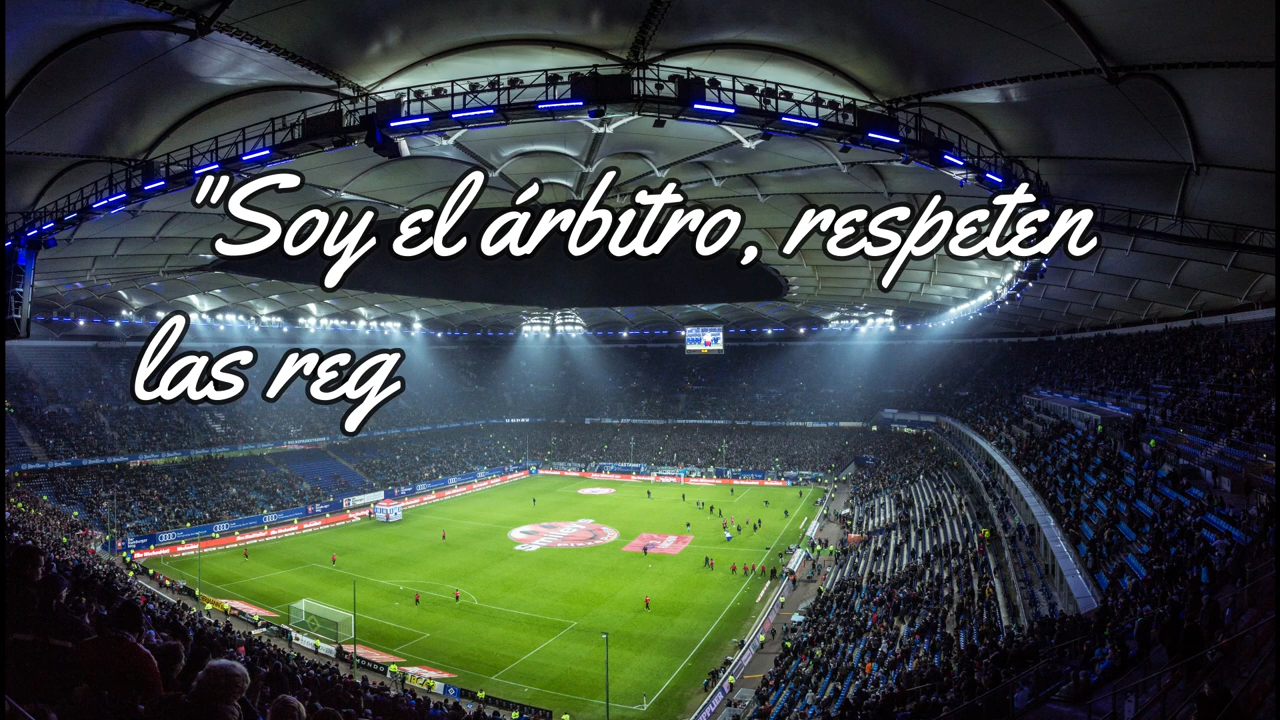 "Soy el árbitro, respeten
las reg